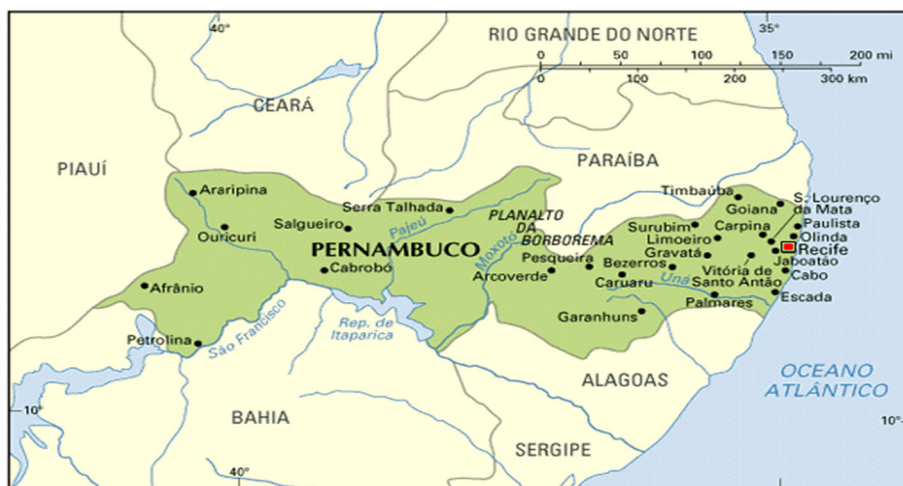 40°
35°
RIO GRANDE DO NORTE
0 50 100 150 200 mi
0 100 200 300 km
CEARÁ
PIAUÍ
PARAÍBA
Araripina
Timbaúba
S. Lourenço
da Mata
Goiana
Serra Talhada
Salgueiro
Pajeú
PLANALTO
DA
BORBOREMA
Surubim
Carpina
Paulista
Ouricuri
Limoeiro
Olinda
PERNAMBUCO
Moxotó
Gravatá
Recife
Pesqueira
Bezerros
Jaboatão
Cabrobó
Arcoverde
Caruaru
Uná
Vitória de
Santo Antão
Cabo
Afrânio
Palmares
Escada
São Francisco
Rep. de
Itaparica
Garanhuns
Petrolina
ALAGOAS
OCEANO
ATLÂNTICO
BAHIA
10°
10°
SERGIPE
40°